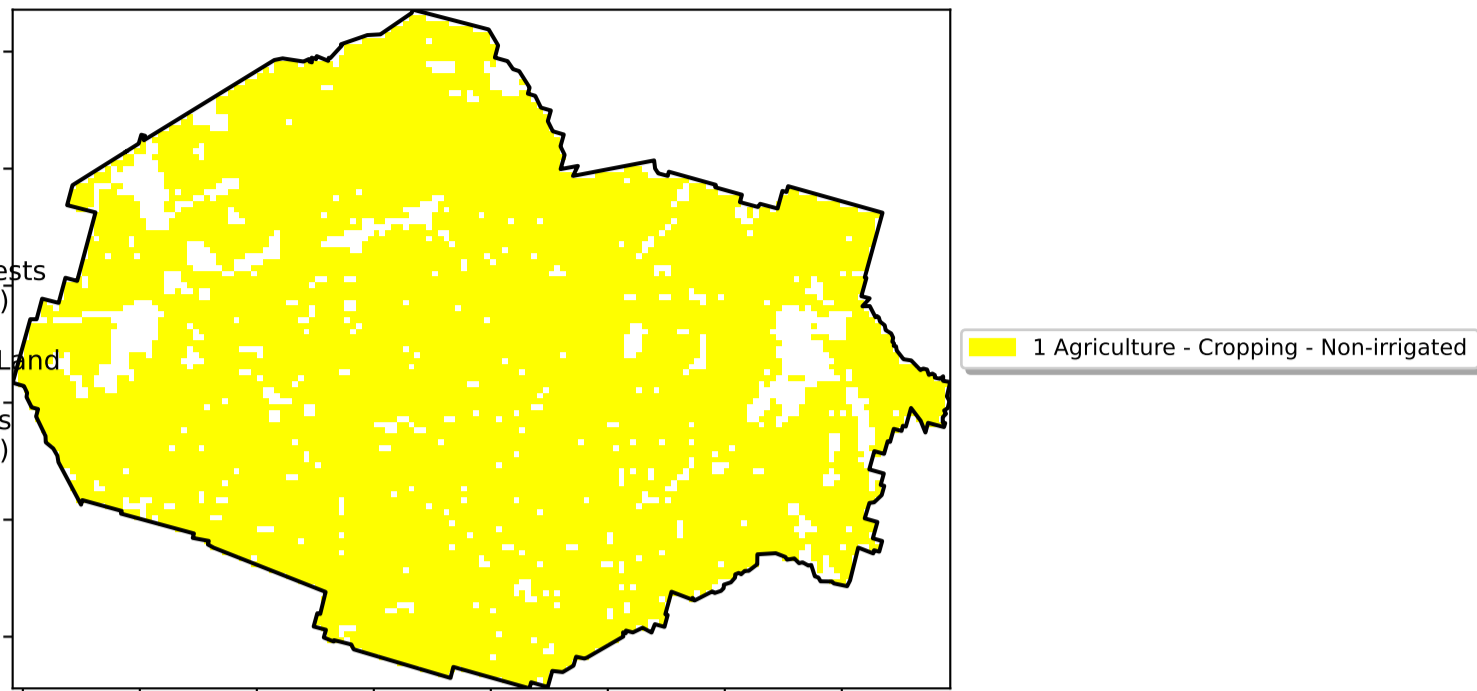 ests
)
Land
s
)
1 Agriculture - Cropping - Non-irrigated